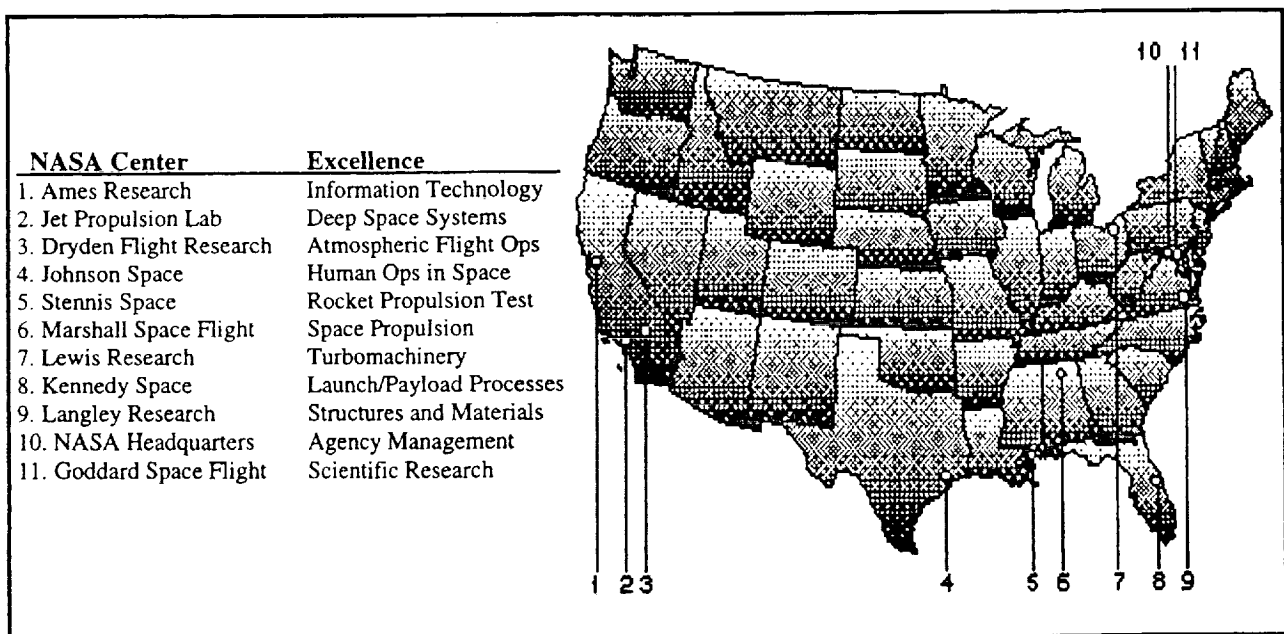 10 11
NASA Center Excellence
1. Ames Research Information Technology
2. Jet Propulsion Lab Deep Space Systems
3. Dryden Flight Research Atmospheric Flight Ops
4. Johnson Space Human Ops in Space
5. Stennis Space Rocket Propulsion Test
6. Marshall Space Flight Space Propulsion
7. Lewis Research Turbomachinery
8. Kennedy Space Launch/Payload Processes
9. Langley Research Structures and Materials
10. NASA Headquarters Agency Management
11. Goddard Space Flight Scientific Research
1 2 3 4 5 6 7 8 9